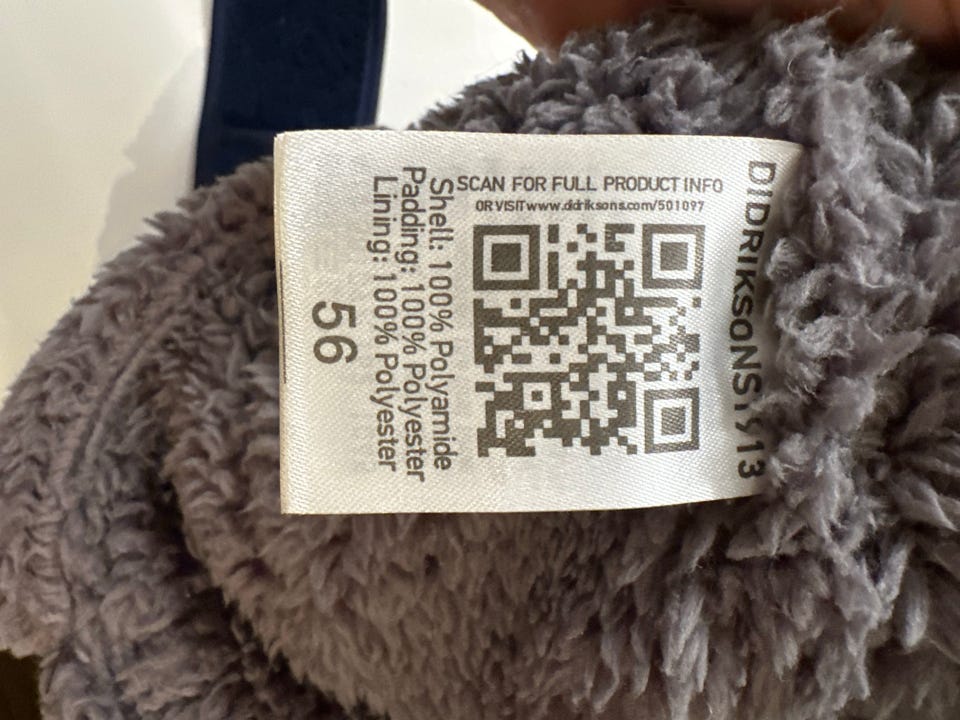 DIDRIKSONS1913
SCAN FOR FULL PRODUCT INFO
OR VISIT www.didriksons.com/501097
Shell: 100% Polyamide
Padding: 100% Polyester
Lining: 100% Polyester
56